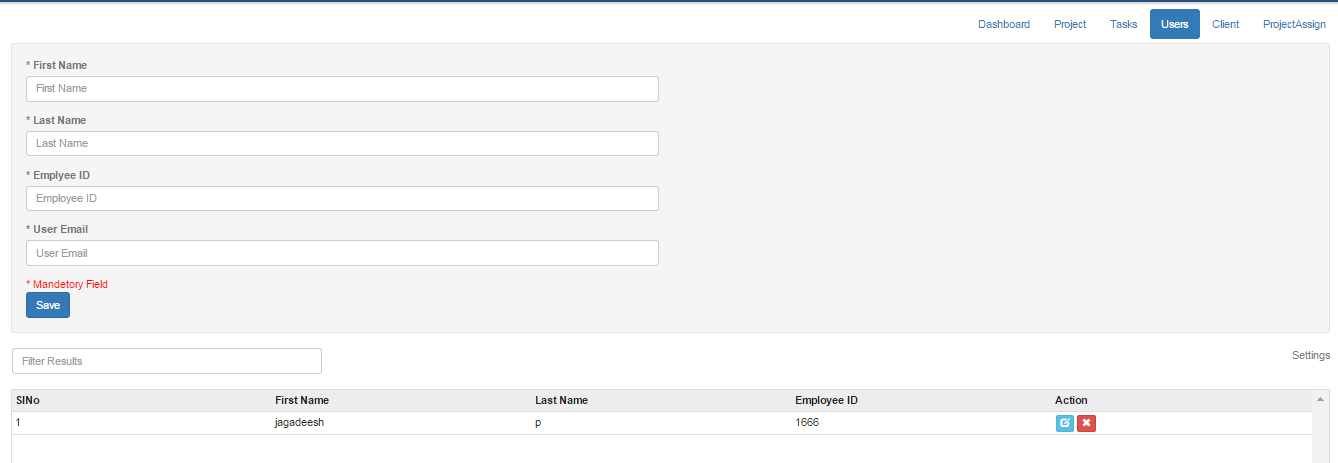 Dashboard Project Tasks Users Client ProjectAssign
* First Name
First Name
* Last Name
Last Name
* Emplyee ID
Employee ID
* User Email
User Email
* Mandetory Field
Save
Filter Results Settings
SlNo First Name Last Name Employee ID Action
1 jagadeesh p 1666